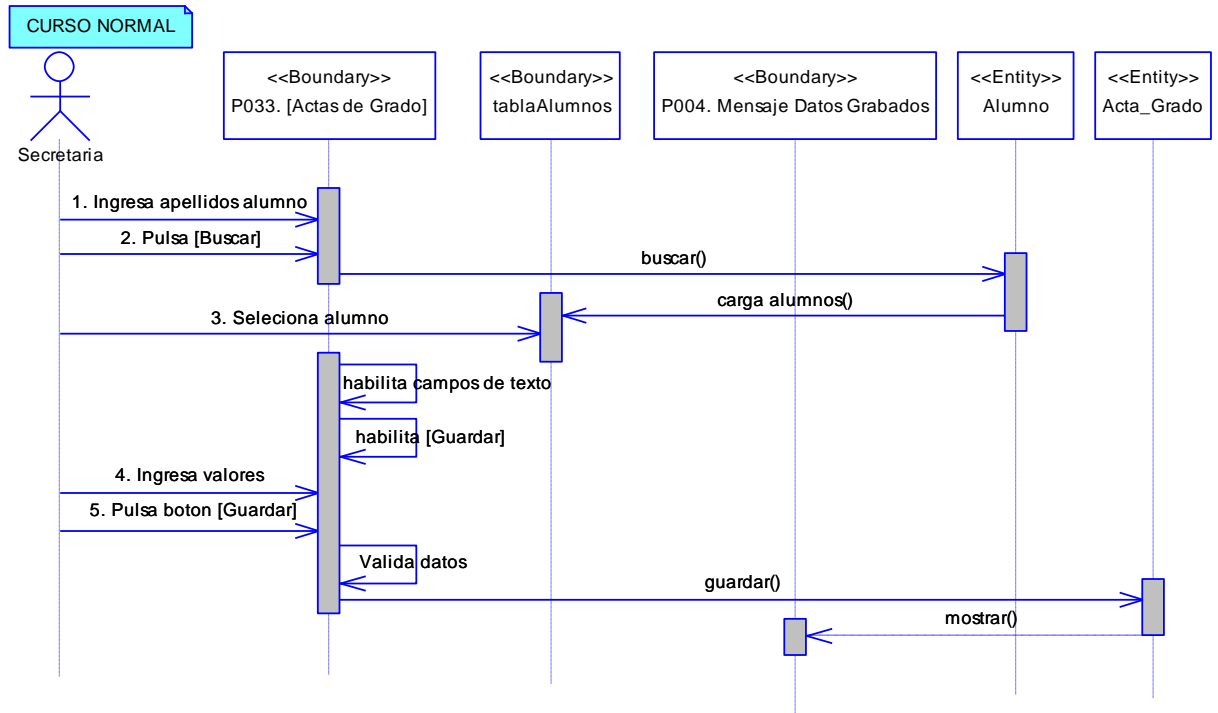 CURSO NORMAL
Secretaria
<<Boundary>>
P033. [Actas de Grado]
<<Boundary>>
tablaAlumnos
<<Boundary>>
P004. Mensaje Datos Grabados
<<Entity>>
Alumno
<<Entity>>
Acta_Grado
1. Ingresa apellidos alumno
2. Pulsa [Buscar]
buscar()
carga alumnos()
3. Selecciona alumno
habilita campos de texto
habilita [Guardar]
4. Ingresa valores
5. Pulsa boton [Guardar]
Valida datos
guardar()
mostrar()